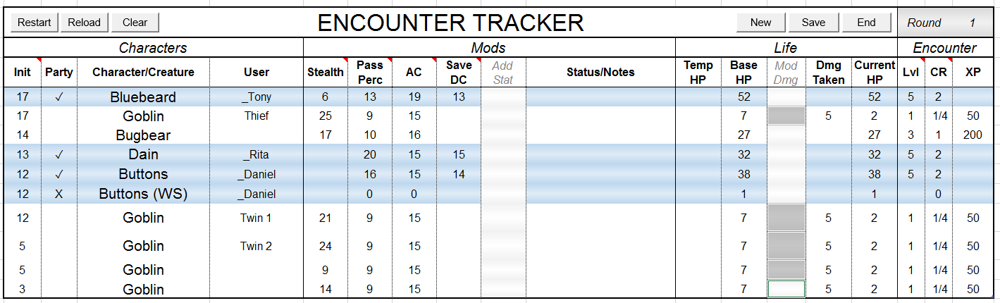 Restart Reload Clear ENCOUNTER TRACKER New Save End Round 1
Characters Mods Life Encounter
Init Party Character/Creature User Stealth Pass Perc AC Save DC Add Stat Status/Notes Temp HP Base HP Mod Dmg Dmg Taken Current HP Lvl CR XP
17 ✓ Bluebeard _Tony 6 13 19 13 52 52 5 2
17 Goblin Thief 25 9 15 7 5 2 1 1/4 50
14 Bugbear 17 10 16 27 27 3 1 200
13 ✓ Dain _Rita 20 15 15 32 32 5 2
12 ✓ Buttons _Daniel 16 15 14 38 38 5 2
12 X Buttons (WS) _Daniel 0 0 1 1 0
12 Goblin Twin 1 21 9 15 7 5 2 1 1/4 50
5 Goblin Twin 2 24 9 15 7 5 2 1 1/4 50
5 Goblin 9 9 15 7 5 2 1 1/4 50
3 Goblin 14 9 15 7 5 2 1 1/4 50